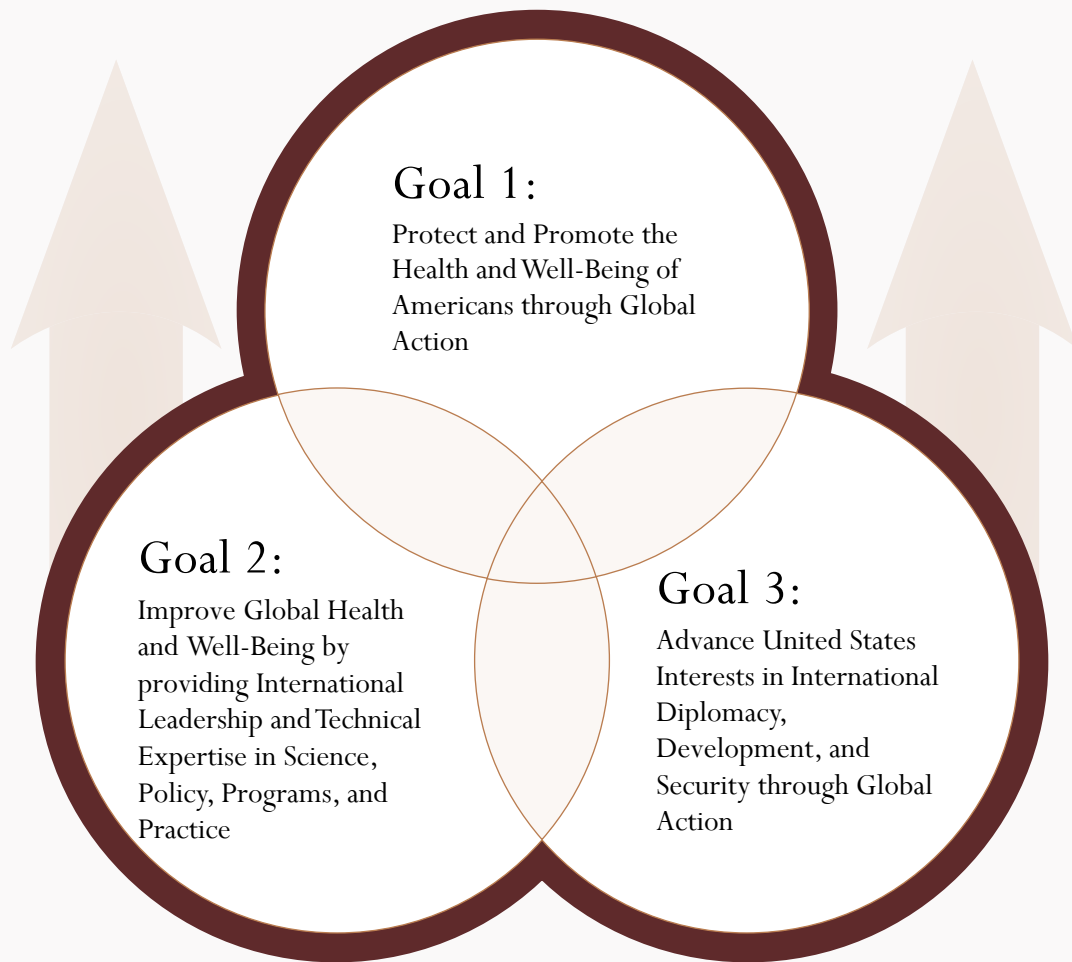 Goal 1:
Protect and Promote the
Health and Well-Being of
Americans through Global
Action
Goal 2:
Improve Global Health
and Well-Being by
providing International
Leadership and Technical
Expertise in Science,
Policy, Programs, and
Practice
Goal 3:
Advance United States
Interests in International
Diplomacy,
Development, and
Security through Global
Action